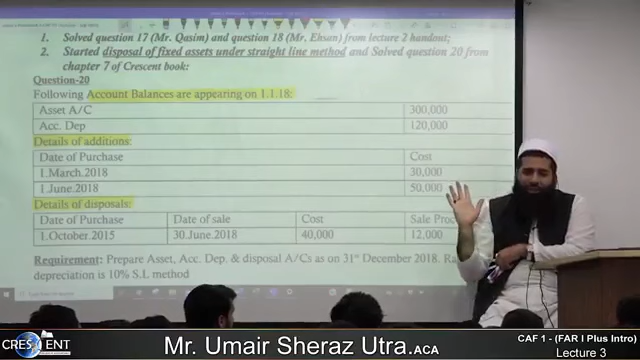 1. Solved question 17 (Mr. Qasim) and question 18 (Mr. Ehsan) from lecture 2 handout;
2. Started disposal of fixed assets under straight line method and Solved question 20 from
chapter 7 of Crescent book:
Question-20
Following Account Balances are appearing on 1.1.18:
Asset A/C 300,000
Acc. Dep 120,000
Details of additions:
Date of Purchase Cost
1.March.2018 30,000
1.June.2018 50,000
Details of disposals:
Date of Purchase Date of sale Cost Sale Proc
1.October.2015 30.June.2018 40,000 12,000
Requirement: Prepare Asset, Acc. Dep. & disposal A/Cs as on 31st December 2018. Ra
depreciation is 10% S.L method
CRESCENT
Mr. Umair Sheraz Utra.ACA
CAF 1 - (FAR I Plus Intro)
Lecture 3